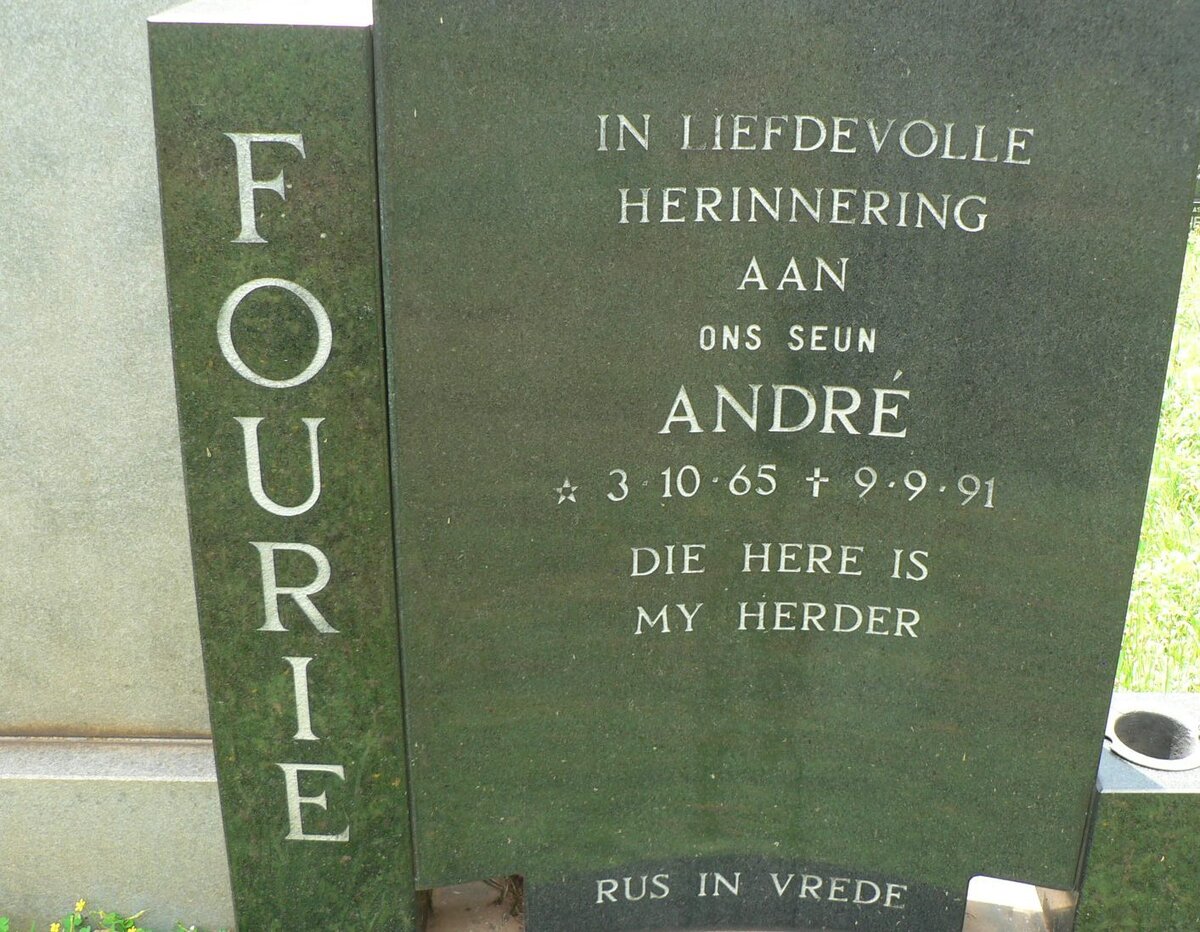 FOURIE
IN LIEFDEVOLLE
HERINNERING
AAN
ONS SEUN
ANDRÉ
☆ 3·10·65 ✝ 9·9·91
DIE HERE IS
MY HERDER
RUS IN VREDE